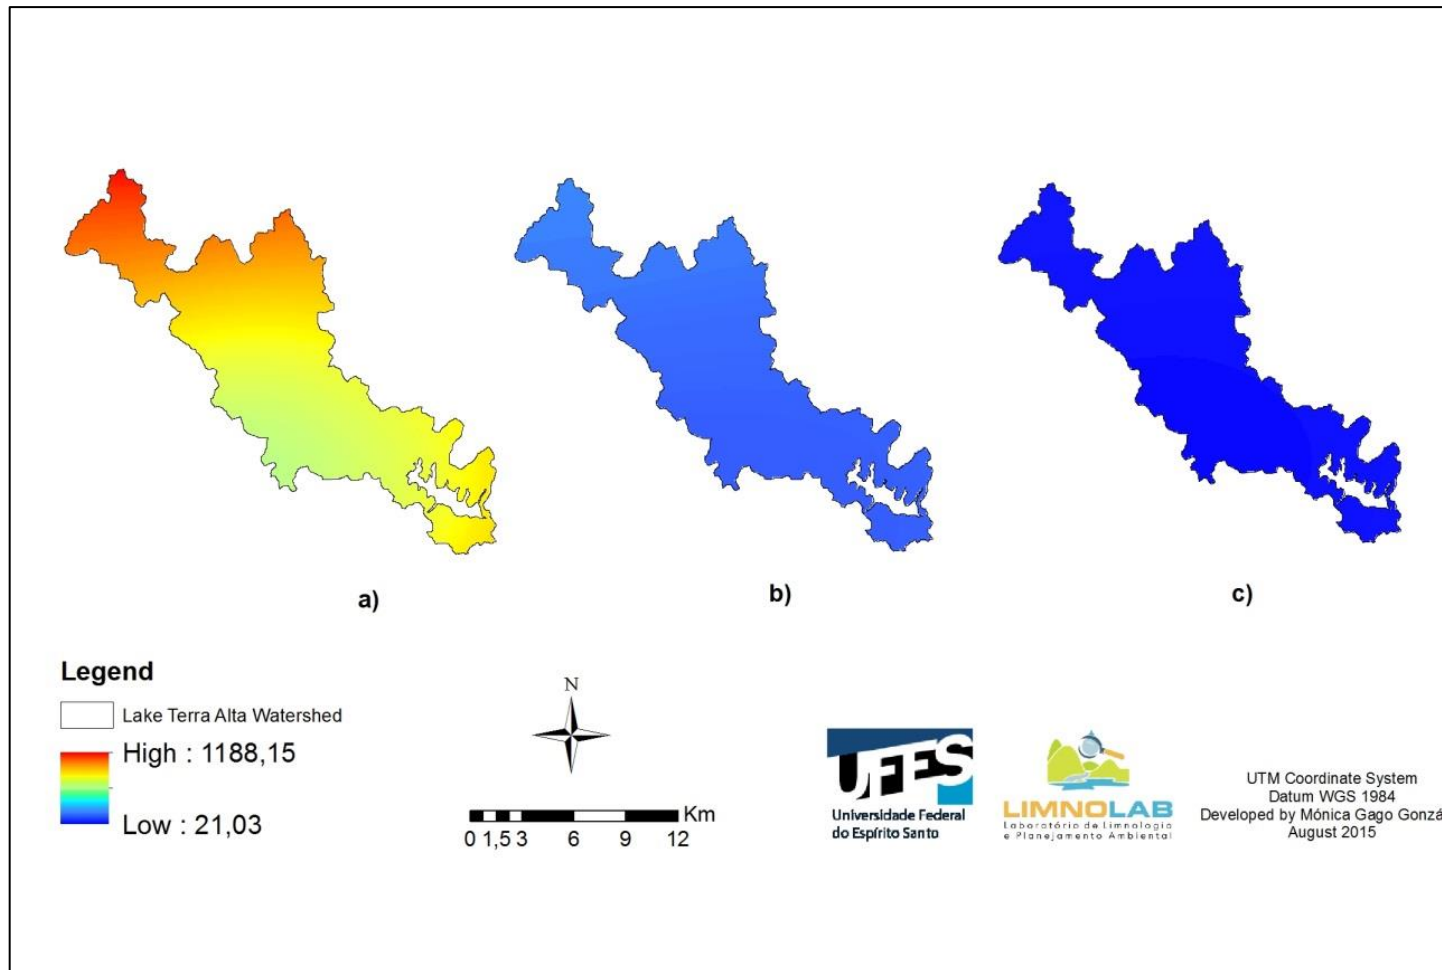 a)
b)
c)
Legend
Lake Terra Alta Watershed
High : 1188,15
Low : 21,03
N
Km
0 1,5 3 6 9 12
UFES
Universidade Federal
do Espírito Santo
LIMNOLAB
Laboratório de Limnologia
e Planejamento Ambiental
UTM Coordinate System
Datum WGS 1984
Developed by Mónica Gago Gonzá
August 2015